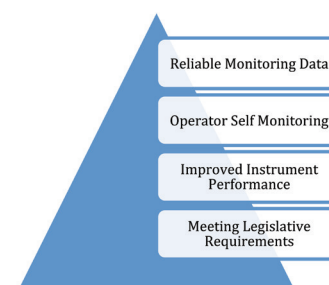 Reliable Monitoring Data
Operator Self Monitoring
Improved Instrument
Performance
Meeting Legislative
Requirements